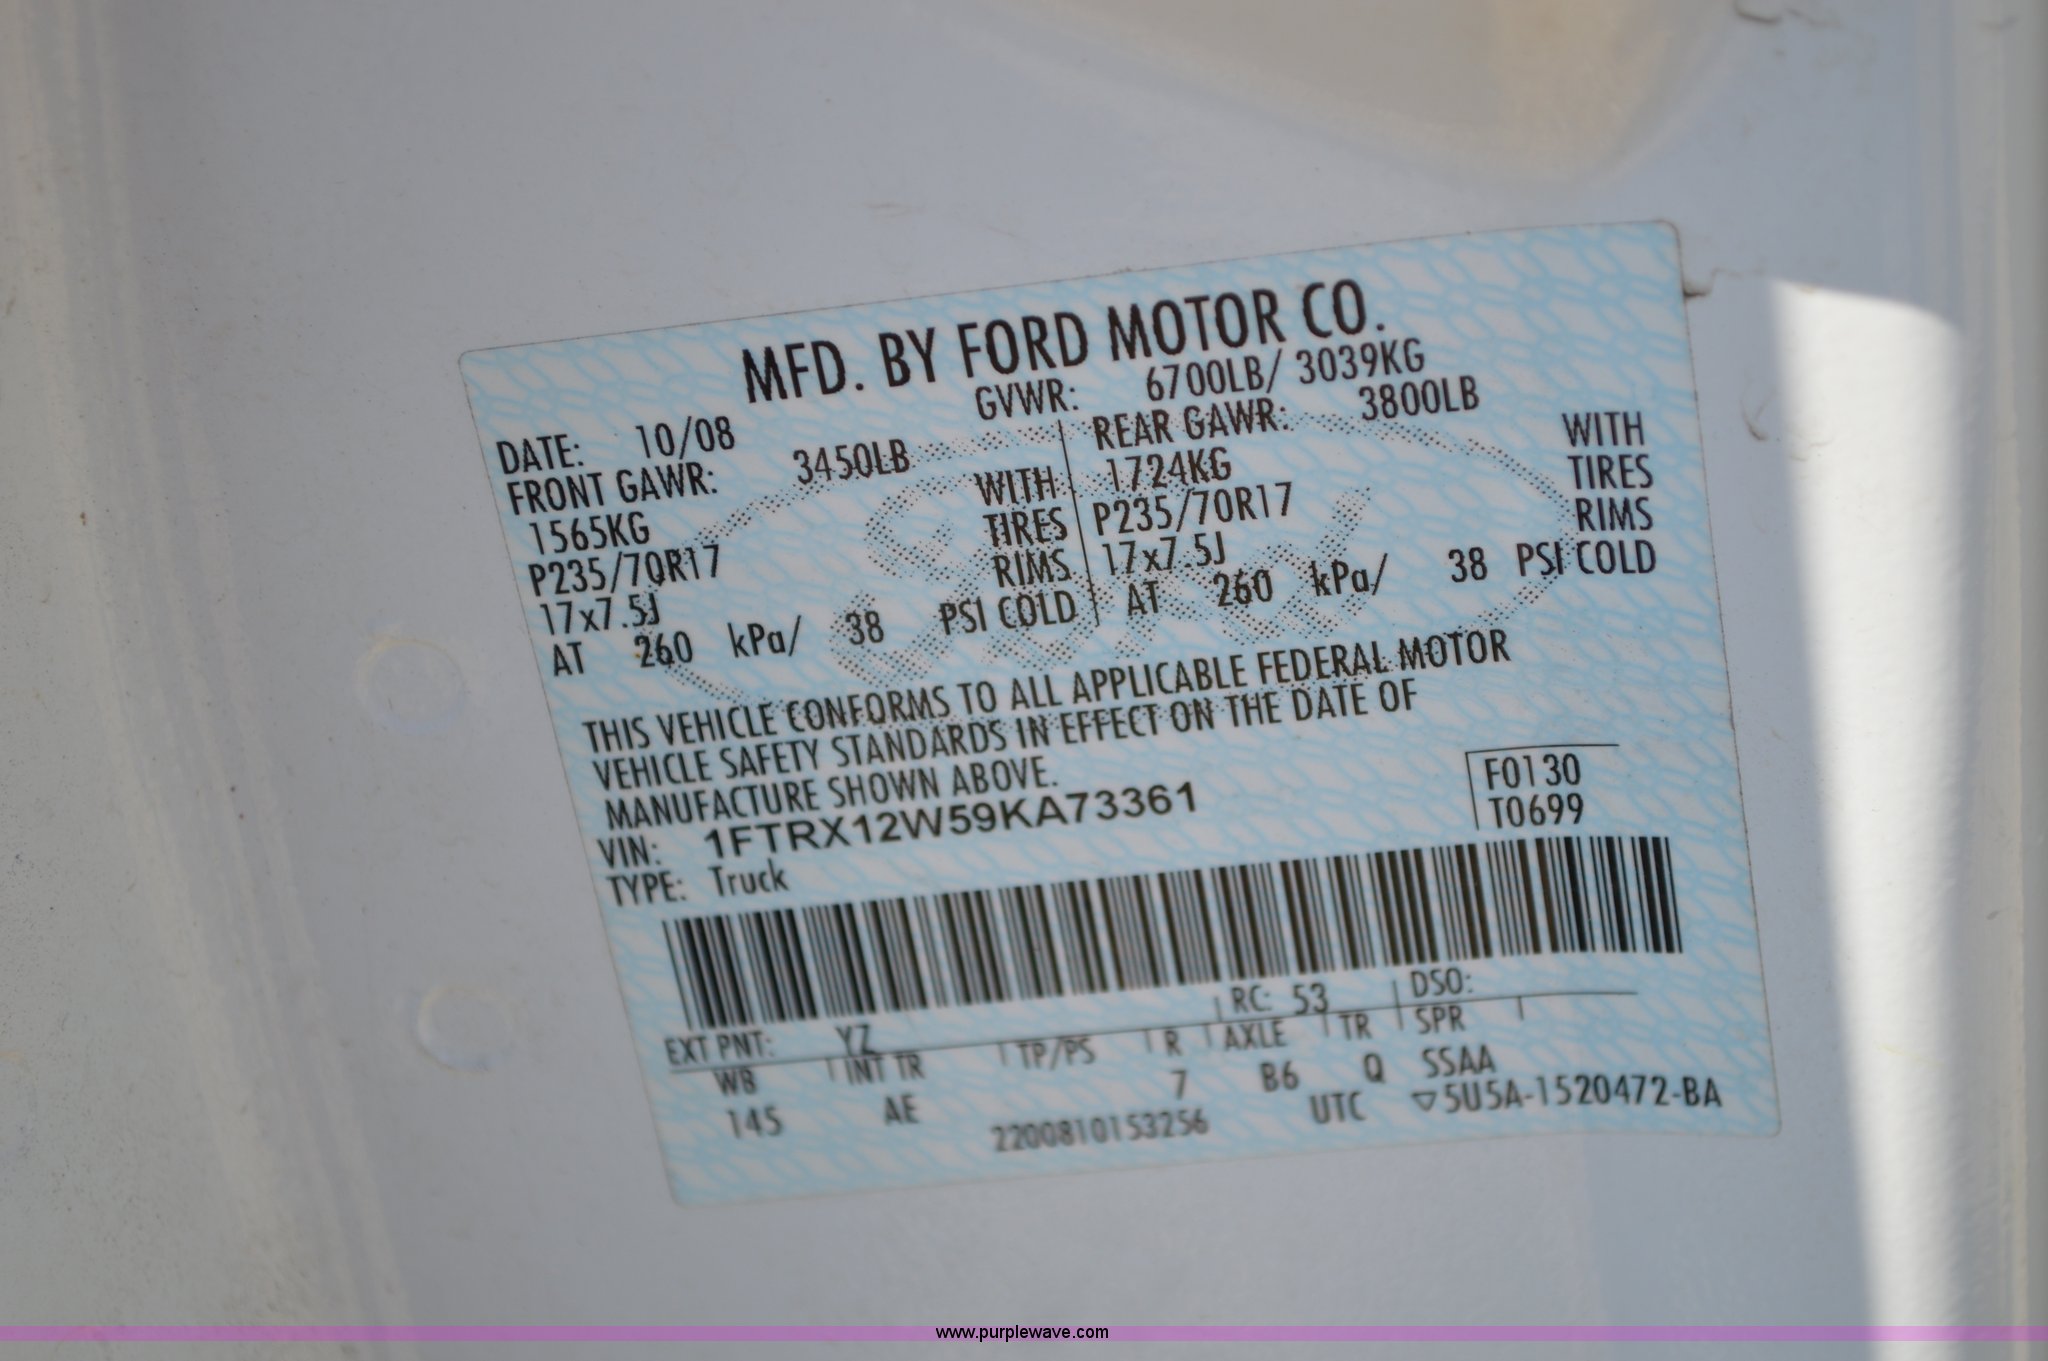 MFD. BY FORD MOTOR CO.
DATE: 10/08 GVWR: 6700LB/ 3039KG
FRONT GAWR: 3450LB REAR GAWR: 3800LB
1565KG WITH 1724KG WITH
P235/70R17 TIRES P235/70R17 TIRES
17x7.5J RIMS 17x7.5J RIMS
AT 260 kPa/ 38 PSI COLD AT 260 kPa/ 38 PSI COLD
THIS VEHICLE CONFORMS TO ALL APPLICABLE FEDERAL MOTOR
VEHICLE SAFETY STANDARDS IN EFFECT ON THE DATE OF
MANUFACTURE SHOWN ABOVE.
VIN: 1FTRX12W59KA73361 F0130
TYPE: Truck T0699
EXT PNT: YZ RC: 53 DSO:
WB INT TR TP/PS R AXLE TR SPR
145 AE 7 B6 Q SSAA
2200810153256 UTC ▽5U5A-1520472-BA
www.purplewave.com